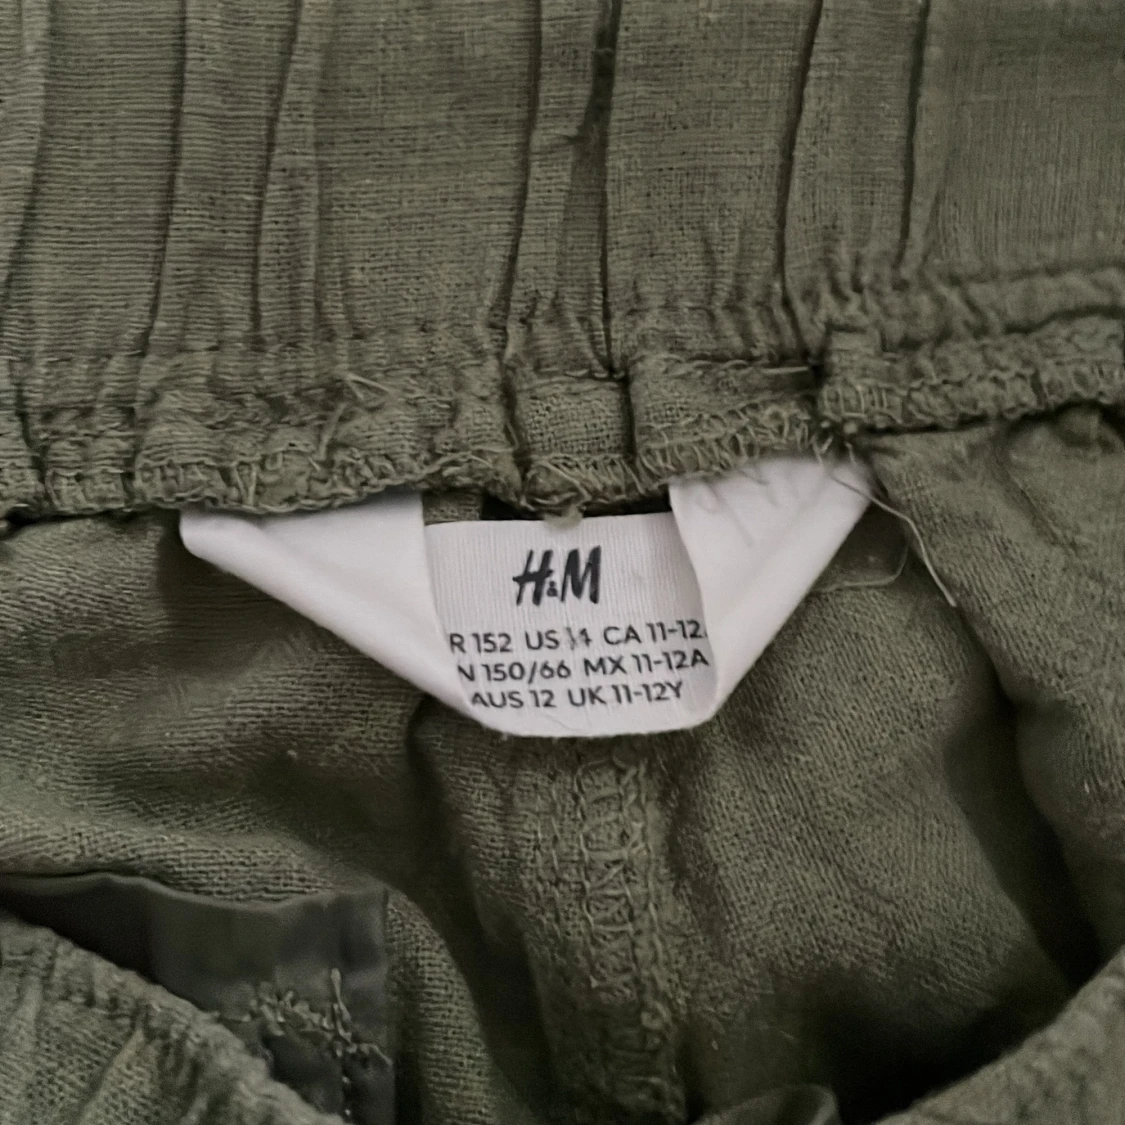 H&M
R 152 US 14 CA 11-12
N 150/66 MX 11-12A
AUS 12 UK 11-12Y